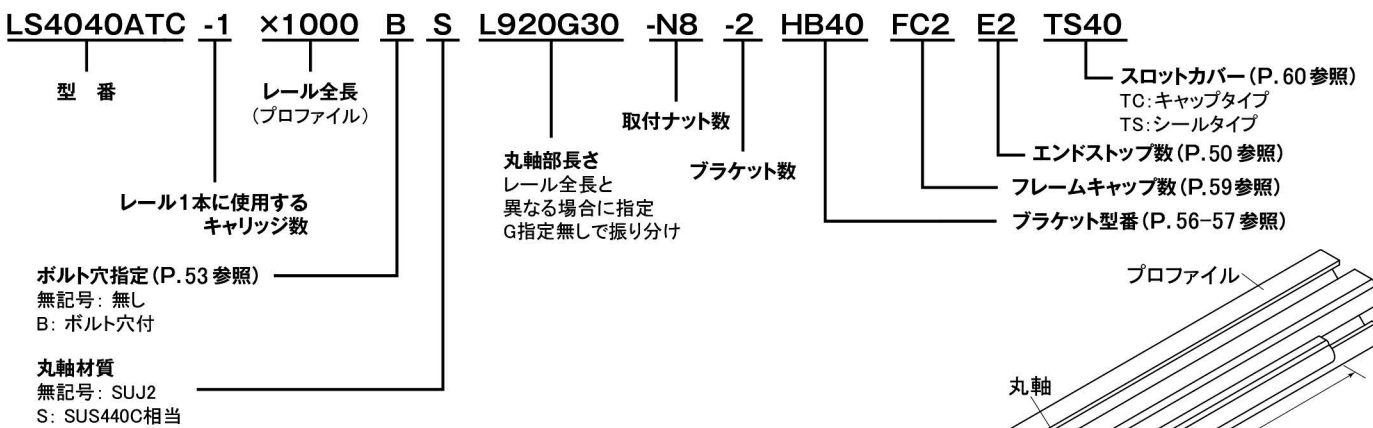 LS4040ATC -1 ×1000 B S L920G30 -N8 -2 HB40 FC2 E2 TS40
型 番
レール全長
(プロファイル)
レール1本に使用する
キャリッジ数
ボルト穴指定(P.53参照)
無記号: 無し
B: ボルト穴付
丸軸材質
無記号: SUJ2
S: SUS440C相当
丸軸部長さ
レール全長と
異なる場合に指定
G指定無しで振り分け
取付ナット数
ブラケット数
スロットカバー(P.60参照)
TC:キャップタイプ
TS:シールタイプ
エンドストップ数(P.50参照)
フレームキャップ数(P.59参照)
ブラケット型番(P.56-57参照)
プロファイル
丸軸